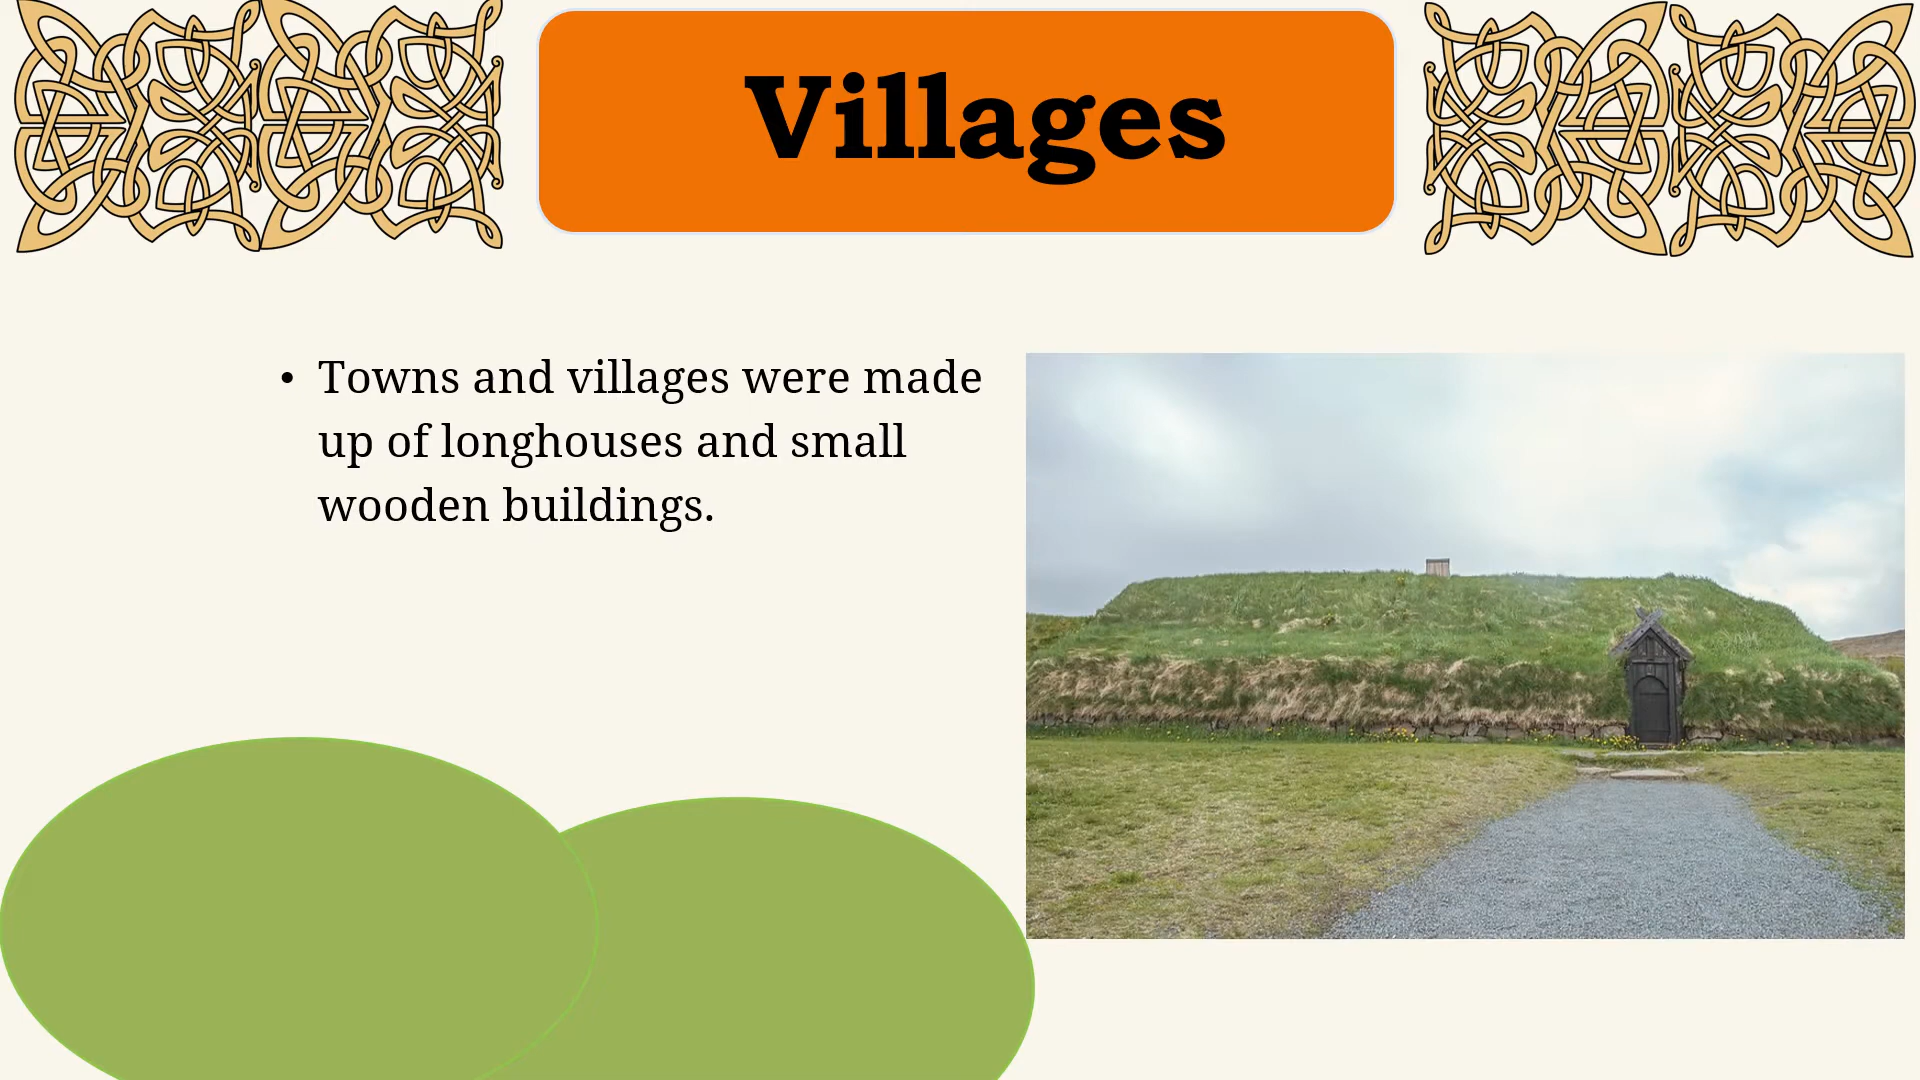 Villages
• Towns and villages were made
up of longhouses and small
wooden buildings.